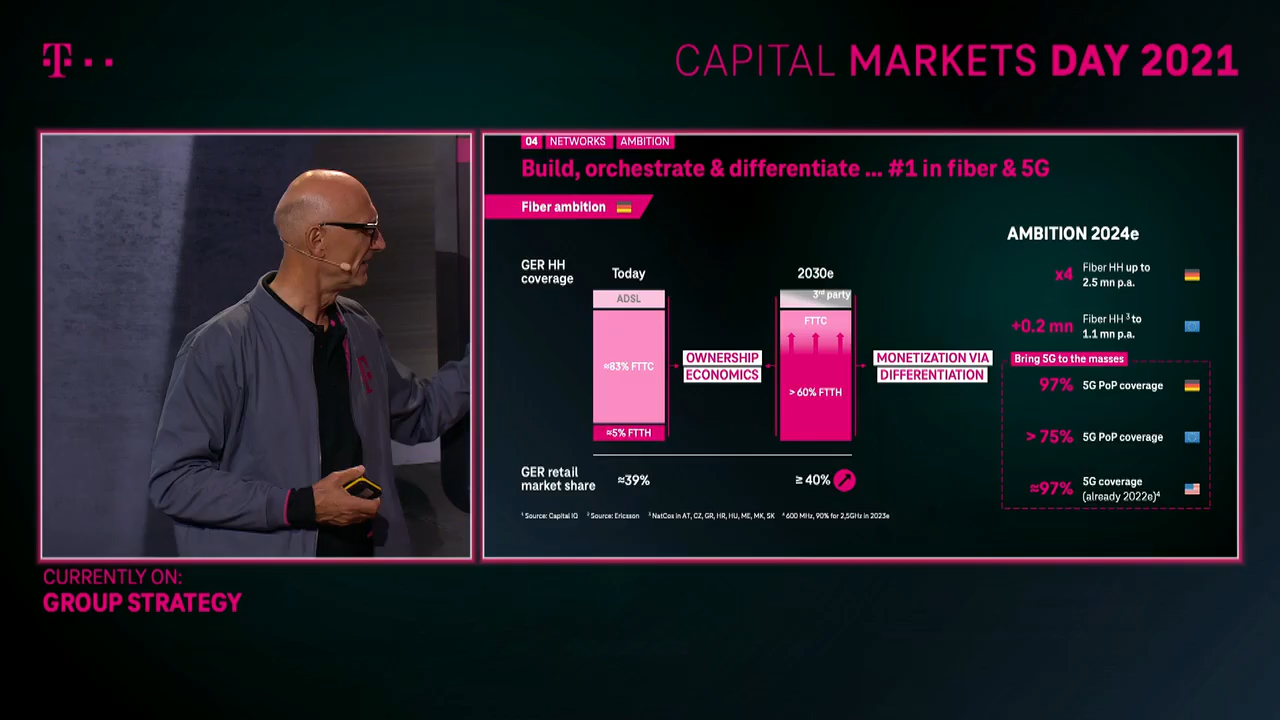 T
CAPITAL MARKETS DAY 2021
04 NETWORKS AMBITION
Build, orchestrate & differentiate ... #1 in fiber & 5G
Fiber ambition
AMBITION 2024e
GER HH
coverage
Today
2030e
ADSL
≈83% FTTC
≈5% FTTH
OWNERSHIP
ECONOMICS
3rd party
FTTC
> 60% FTTH
MONETIZATION VIA
DIFFERENTIATION
x4 Fiber HH up to
2.5 mn p.a.
+0.2 mn Fiber HH ³ to
1.1 mn p.a.
Bring 5G to the masses
97% 5G PoP coverage
> 75% 5G PoP coverage
≈97% 5G coverage
(already 2022e)⁴
GER retail
market share
≈39%
≥ 40%
¹ Source: Capital IQ ² Source: Ericsson ³ NatCos in AT, CZ, GR, HR, HU, ME, MK, SK ⁴ 600 MHz, 90% for 2,5GHz in 2023e
CURRENTLY ON:
GROUP STRATEGY